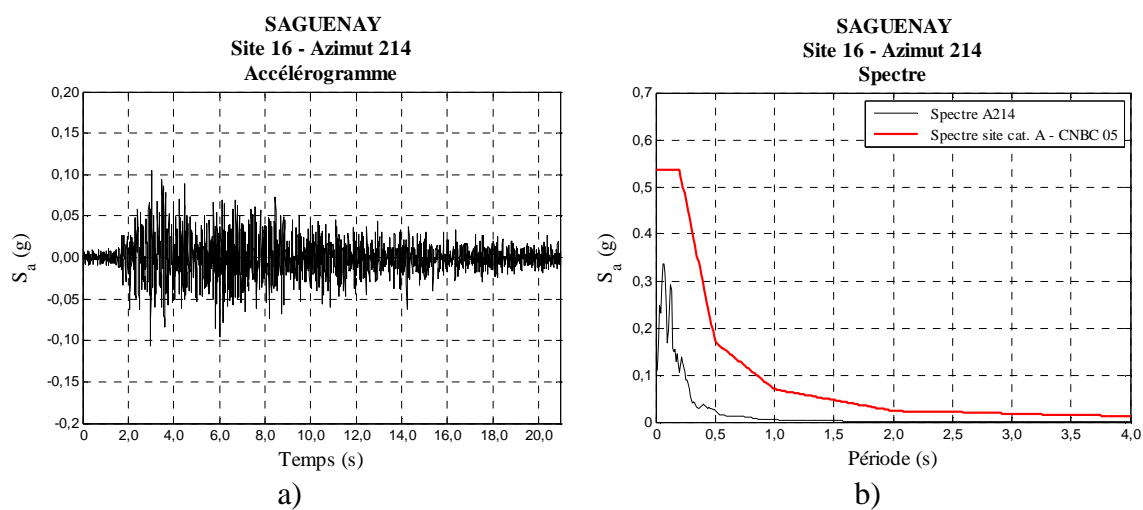 SAGUENAY
Site 16 - Azimut 214
Accélérogramme
0,20
0,15
0,10
0,05
0,00
-0,05
-0,10
-0,15
-0,2
S_a (g)
0 2,0 4,0 6,0 8,0 10,0 12,0 14,0 16,0 18,0 20,0
Temps (s)
a)
SAGUENAY
Site 16 - Azimut 214
Spectre
0,7
0,6
0,5
0,4
0,3
0,2
0,1
0
S_a (g)
Spectre A214
Spectre site cat. A - CNBC 05
0 0,5 1,0 1,5 2,0 2,5 3,0 3,5 4,0
Période (s)
b)